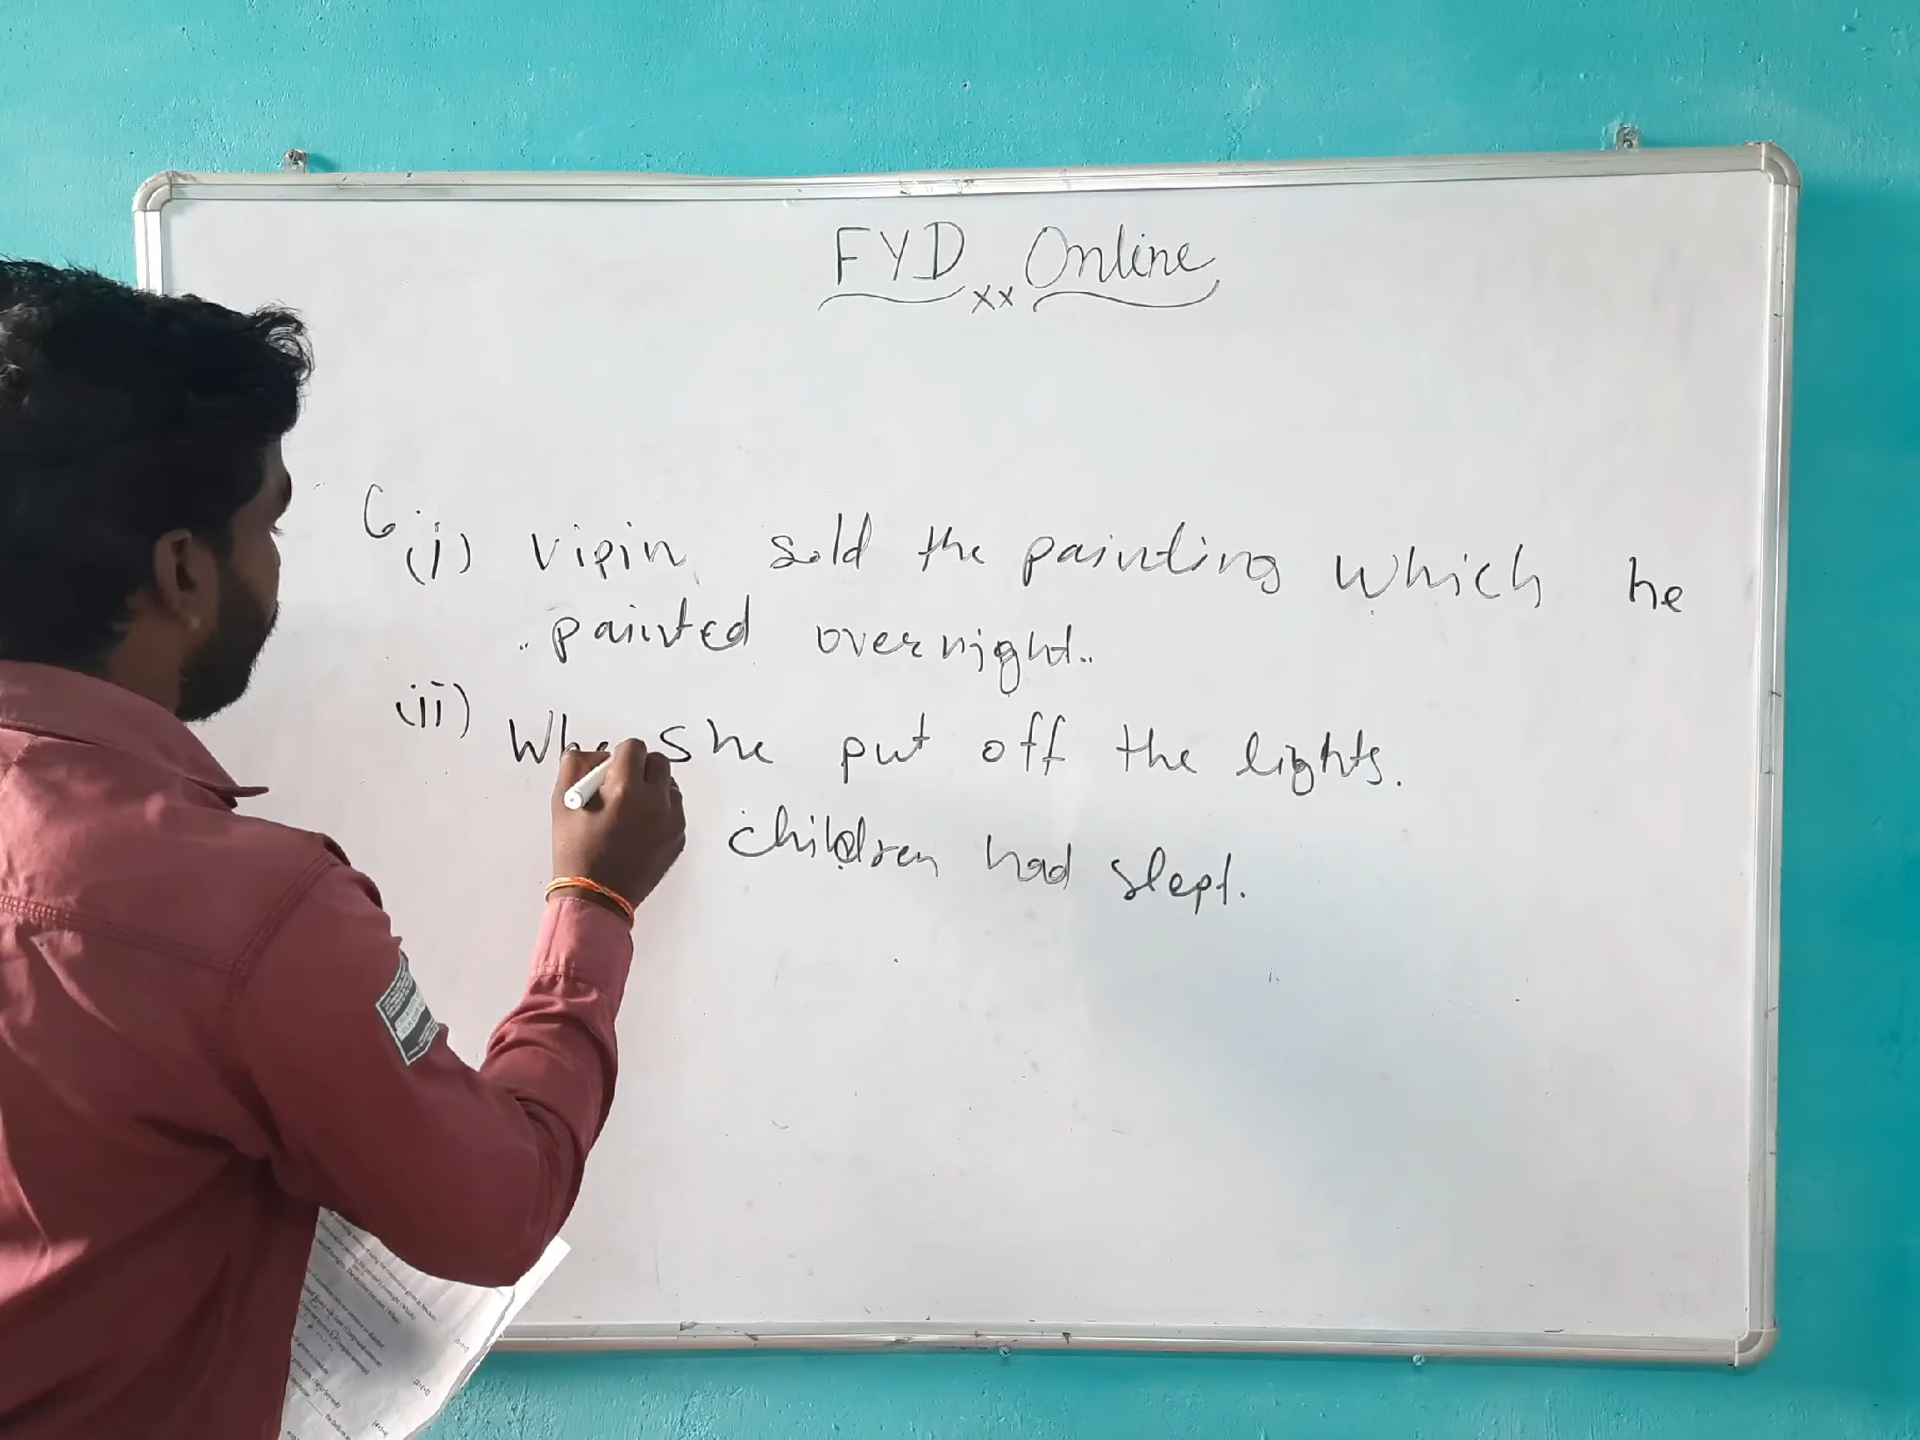 FYD xx Online
6 (i) Vipin sold the painting which he
painted overnight..
(ii) she put off the lights.
children had slept.